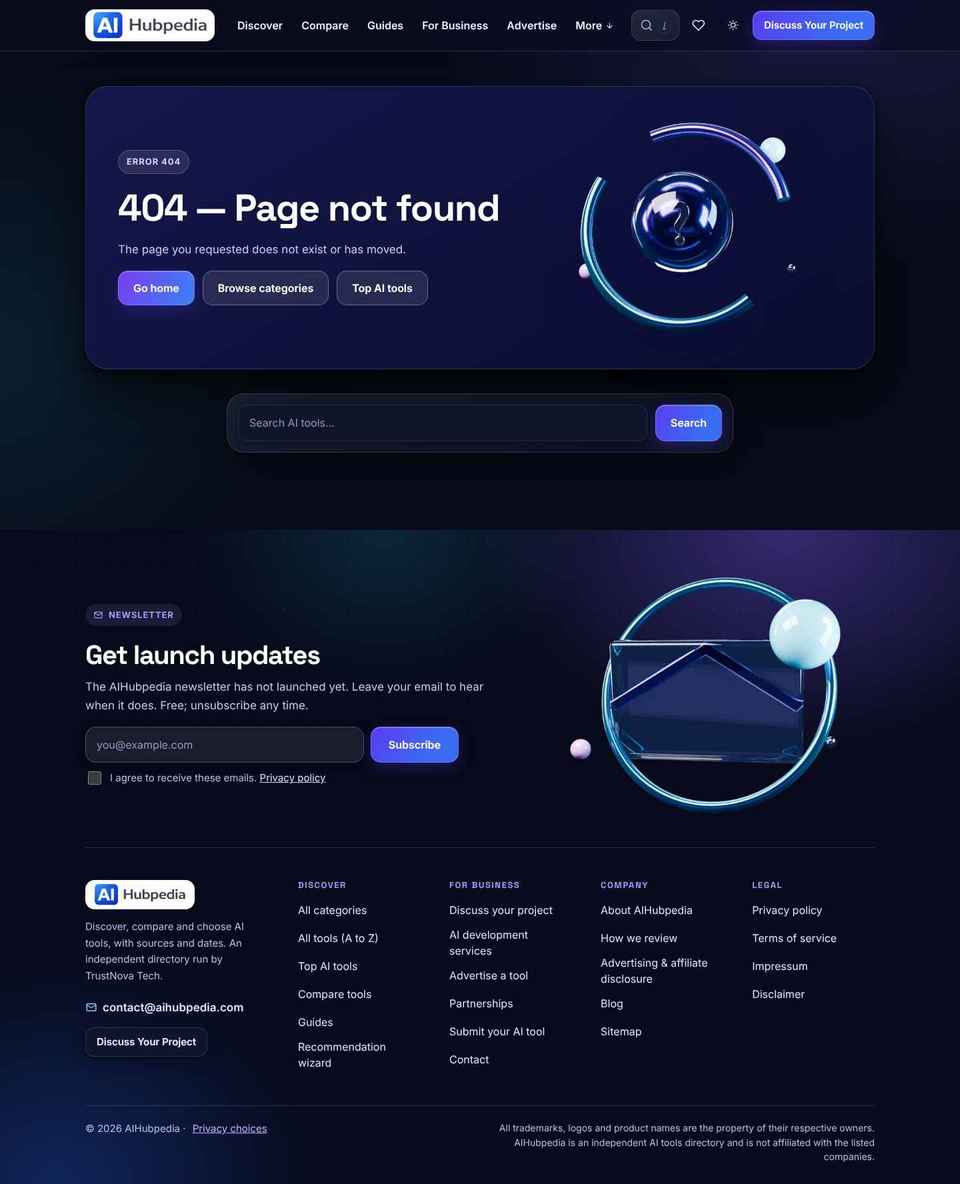 AI Hubpedia
Discover
Compare
Guides
For Business
Advertise
More ↓
/
Discuss Your Project
ERROR 404
404 — Page not found
The page you requested does not exist or has moved.
Go home
Browse categories
Top AI tools
?
Search AI tools...
Search
NEWSLETTER
Get launch updates
The AIHubpedia newsletter has not launched yet. Leave your email to hear
when it does. Free; unsubscribe any time.
you@example.com
Subscribe
I agree to receive these emails. Privacy policy
AI Hubpedia
Discover, compare and choose AI
tools, with sources and dates. An
independent directory run by
TrustNova Tech.
contact@aihubpedia.com
Discuss Your Project
DISCOVER
All categories
All tools (A to Z)
Top AI tools
Compare tools
Guides
Recommendation
wizard
FOR BUSINESS
Discuss your project
AI development
services
Advertise a tool
Partnerships
Submit your AI tool
Contact
COMPANY
About AIHubpedia
How we review
Advertising & affiliate
disclosure
Blog
Sitemap
LEGAL
Privacy policy
Terms of service
Impressum
Disclaimer
© 2026 AIHubpedia · Privacy choices
All trademarks, logos and product names are the property of their respective owners.
AIHubpedia is an independent AI tools directory and is not affiliated with the listed
companies.